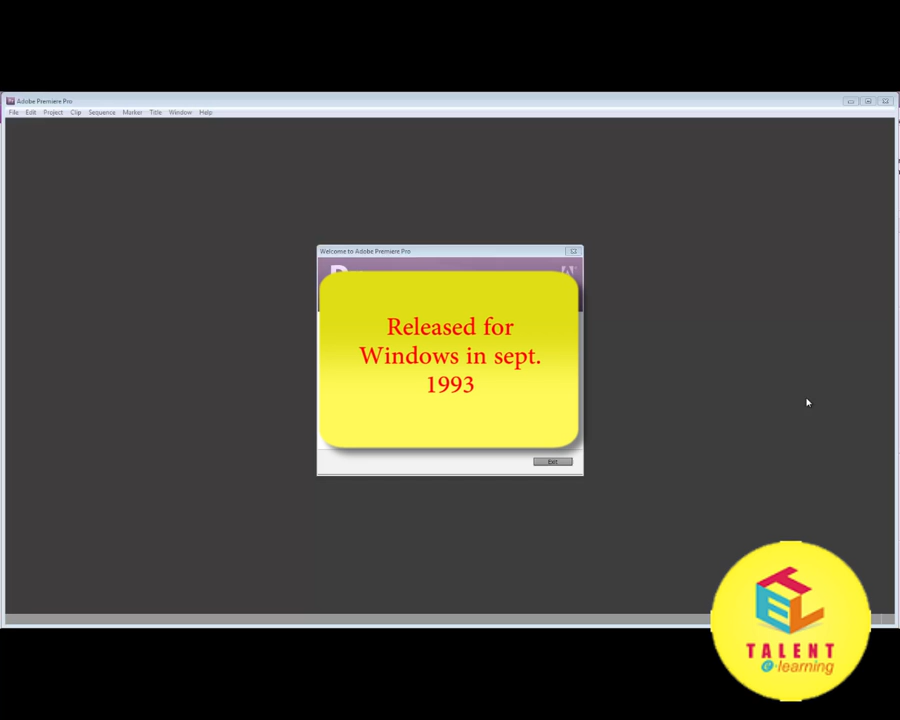 Adobe Premiere Pro
File Edit Project Clip Sequence Marker Title Window Help
Welcome to Adobe Premiere Pro
Released for
Windows in sept.
1993
Exit
TEL
TALENT
e-learning